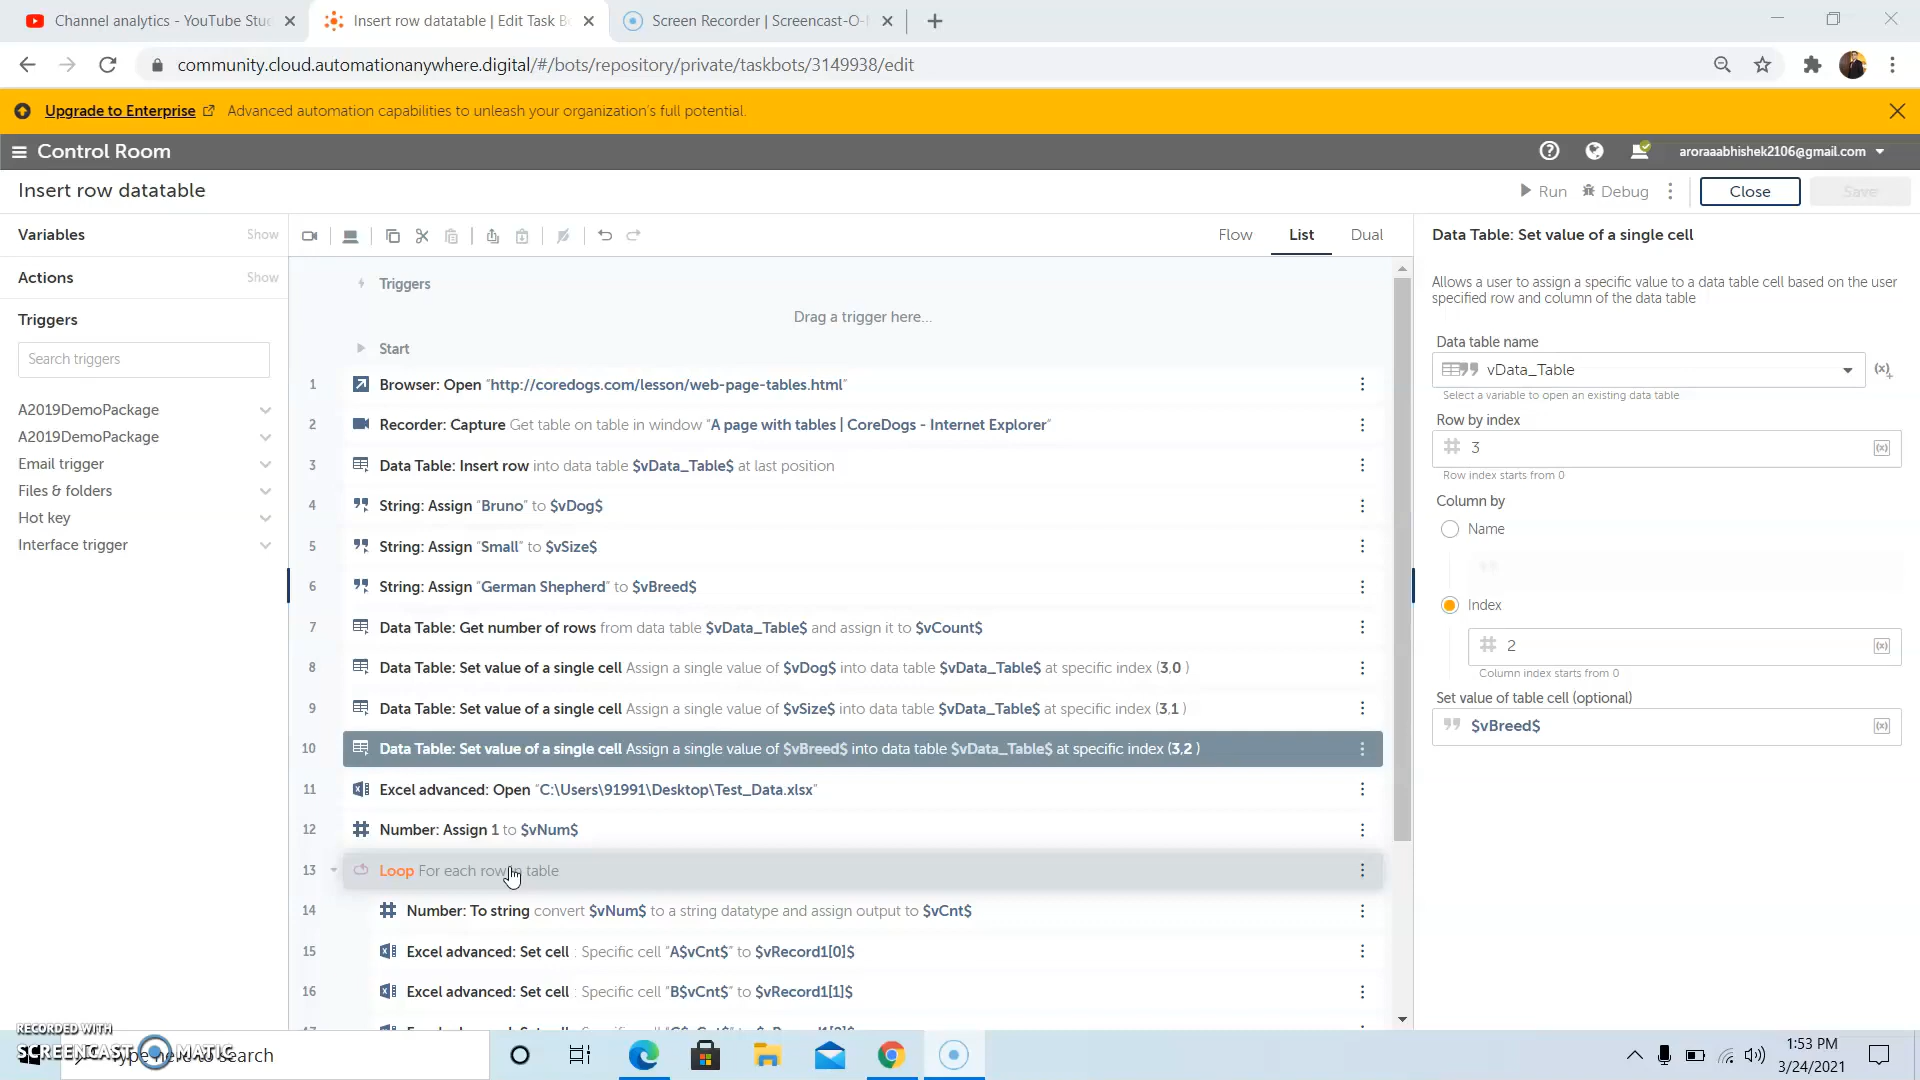 Channel analytics - YouTube Stu
Insert row datatable | Edit Task B
Screen Recorder | Screencast-O-
community.cloud.automationanywhere.digital/#/bots/repository/private/taskbots/3149938/edit
Upgrade to Enterprise Advanced automation capabilities to unleash your organization's full potential.
Control Room
aroraaabhishek2106@gmail.com
Insert row datatable
Run Debug Close Save
Variables Show
Actions Show
Triggers
Search triggers
A2019DemoPackage
A2019DemoPackage
Email trigger
Files & folders
Hot key
Interface trigger
Flow List Dual
Triggers
Drag a trigger here...
Start
1 Browser: Open "http://coredogs.com/lesson/web-page-tables.html"
2 Recorder: Capture Get table on table in window "A page with tables | CoreDogs - Internet Explorer"
3 Data Table: Insert row into data table $vData_Table$ at last position
4 String: Assign "Bruno" to $vDog$
5 String: Assign "Small" to $vSize$
6 String: Assign "German Shepherd" to $vBreed$
7 Data Table: Get number of rows from data table $vData_Table$ and assign it to $vCount$
8 Data Table: Set value of a single cell Assign a single value of $vDog$ into data table $vData_Table$ at specific index (3,0 )
9 Data Table: Set value of a single cell Assign a single value of $vSize$ into data table $vData_Table$ at specific index (3,1 )
10 Data Table: Set value of a single cell Assign a single value of $vBreed$ into data table $vData_Table$ at specific index (3,2 )
11 Excel advanced: Open "C:\Users\91991\Desktop\Test_Data.xlsx"
12 Number: Assign 1 to $vNum$
13 Loop For each row in table
14 Number: To string convert $vNum$ to a string datatype and assign output to $vCnt$
15 Excel advanced: Set cell : Specific cell "A$vCnt$" to $vRecord1[0]$
16 Excel advanced: Set cell : Specific cell "B$vCnt$" to $vRecord1[1]$
Data Table: Set value of a single cell
Allows a user to assign a specific value to a data table cell based on the user
specified row and column of the data table
Data table name
vData_Table
(x)+
Select a variable to open an existing data table
Row by index
# 3 (x)
Row index starts from 0
Column by
Name
Index
# 2 (x)
Column index starts from 0
Set value of table cell (optional)
$vBreed$ (x)
RECORDED WITH
SCREENCAST MATIC
Type here to search
1:53 PM
3/24/2021